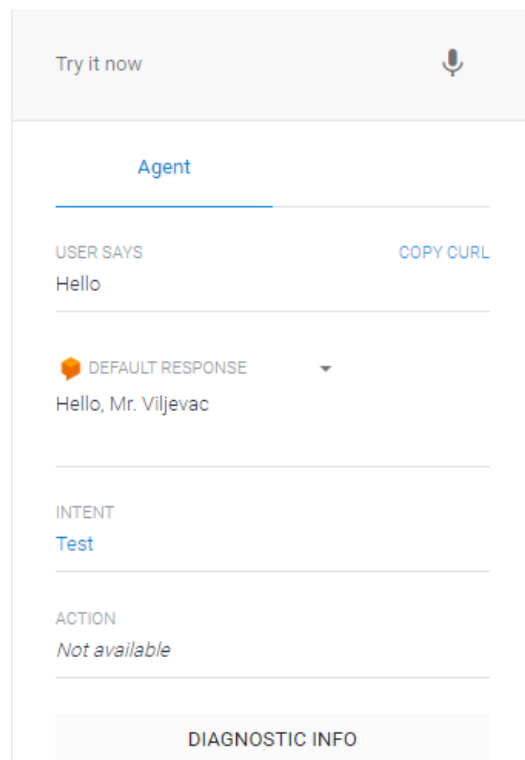 Try it now
Agent
USER SAYS COPY CURL
Hello
DEFAULT RESPONSE
Hello, Mr. Viljevac
INTENT
Test
ACTION
Not available
DIAGNOSTIC INFO